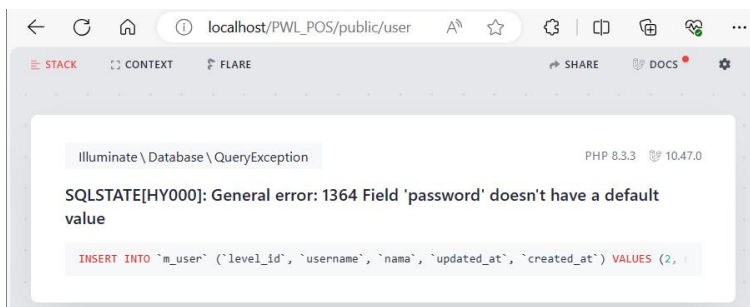 localhost/PWL_POS/public/user
STACK CONTEXT FLARE SHARE DOCS
Illuminate\Database\QueryException PHP 8.3.3 10.47.0
SQLSTATE[HY000]: General error: 1364 Field 'password' doesn't have a default
value
INSERT INTO `m_user` (`level_id`, `username`, `nama`, `updated_at`, `created_at`) VALUES (2,